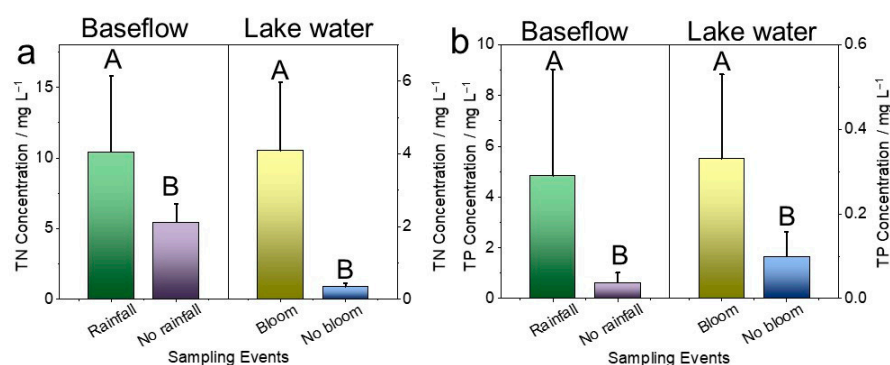 a
Baseflow
Lake water
TN Concentration / mg L⁻¹
15
10
5
0
A
B
A
B
6
4
2
0
TN Concentration / mg L⁻¹
Rainfall
No rainfall
Bloom
No bloom
Sampling Events
b
Baseflow
Lake water
TP Concentration / mg L⁻¹
10
8
6
4
2
0
A
B
A
B
0.6
0.4
0.2
0.0
TP Concentration / mg L⁻¹
Rainfall
No rainfall
Bloom
No bloom
Sampling Events